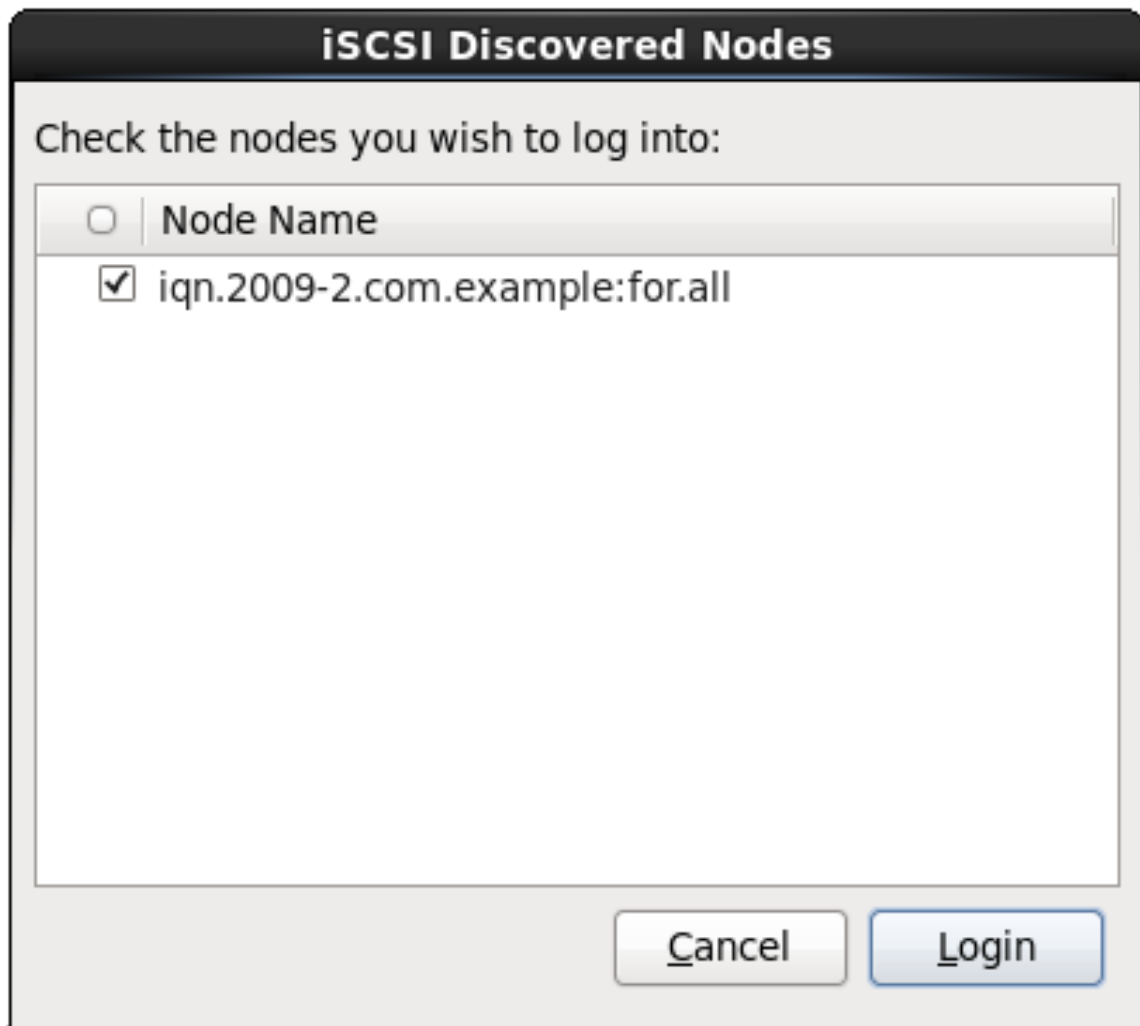 iSCSI Discovered Nodes
Check the nodes you wish to log into:
Node Name
iqn.2009-2.com.example:for.all
Cancel Login